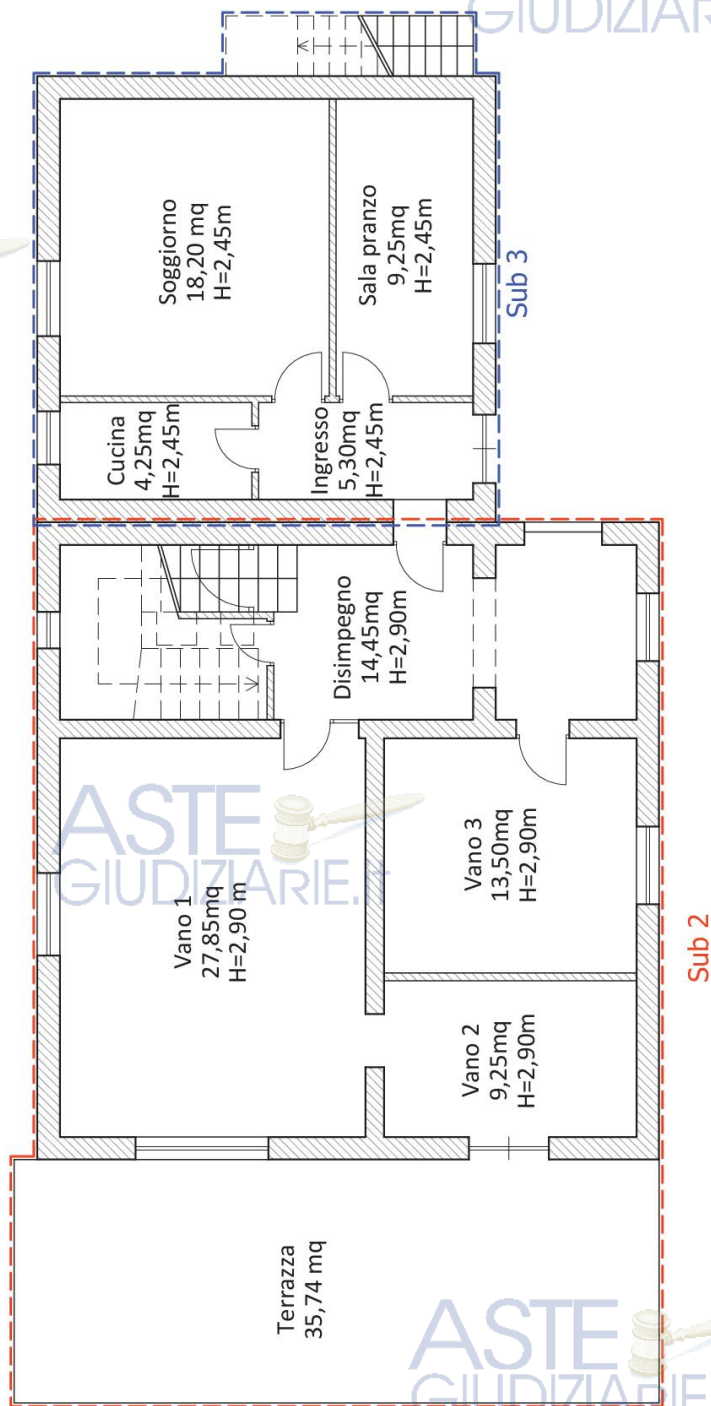 GIUDIZIAR
Soggiorno
18,20 mq
H=2,45m
Sala pranzo
9,25mq
H=2,45m
Sub 3
Cucina
4,25mq
H=2,45m
Ingresso
5,30mq
H=2,45m
Disimpegno
14,45mq
H=2,90m
ASTE
GIUDIZIARIE.it
Vano 1
27,85mq
H=2,90 m
Vano 3
13,50mq
H=2,90m
Sub 2
Vano 2
9,25mq
H=2,90m
Terrazza
35,74 mq
ASTE
GIUDIZIARIE